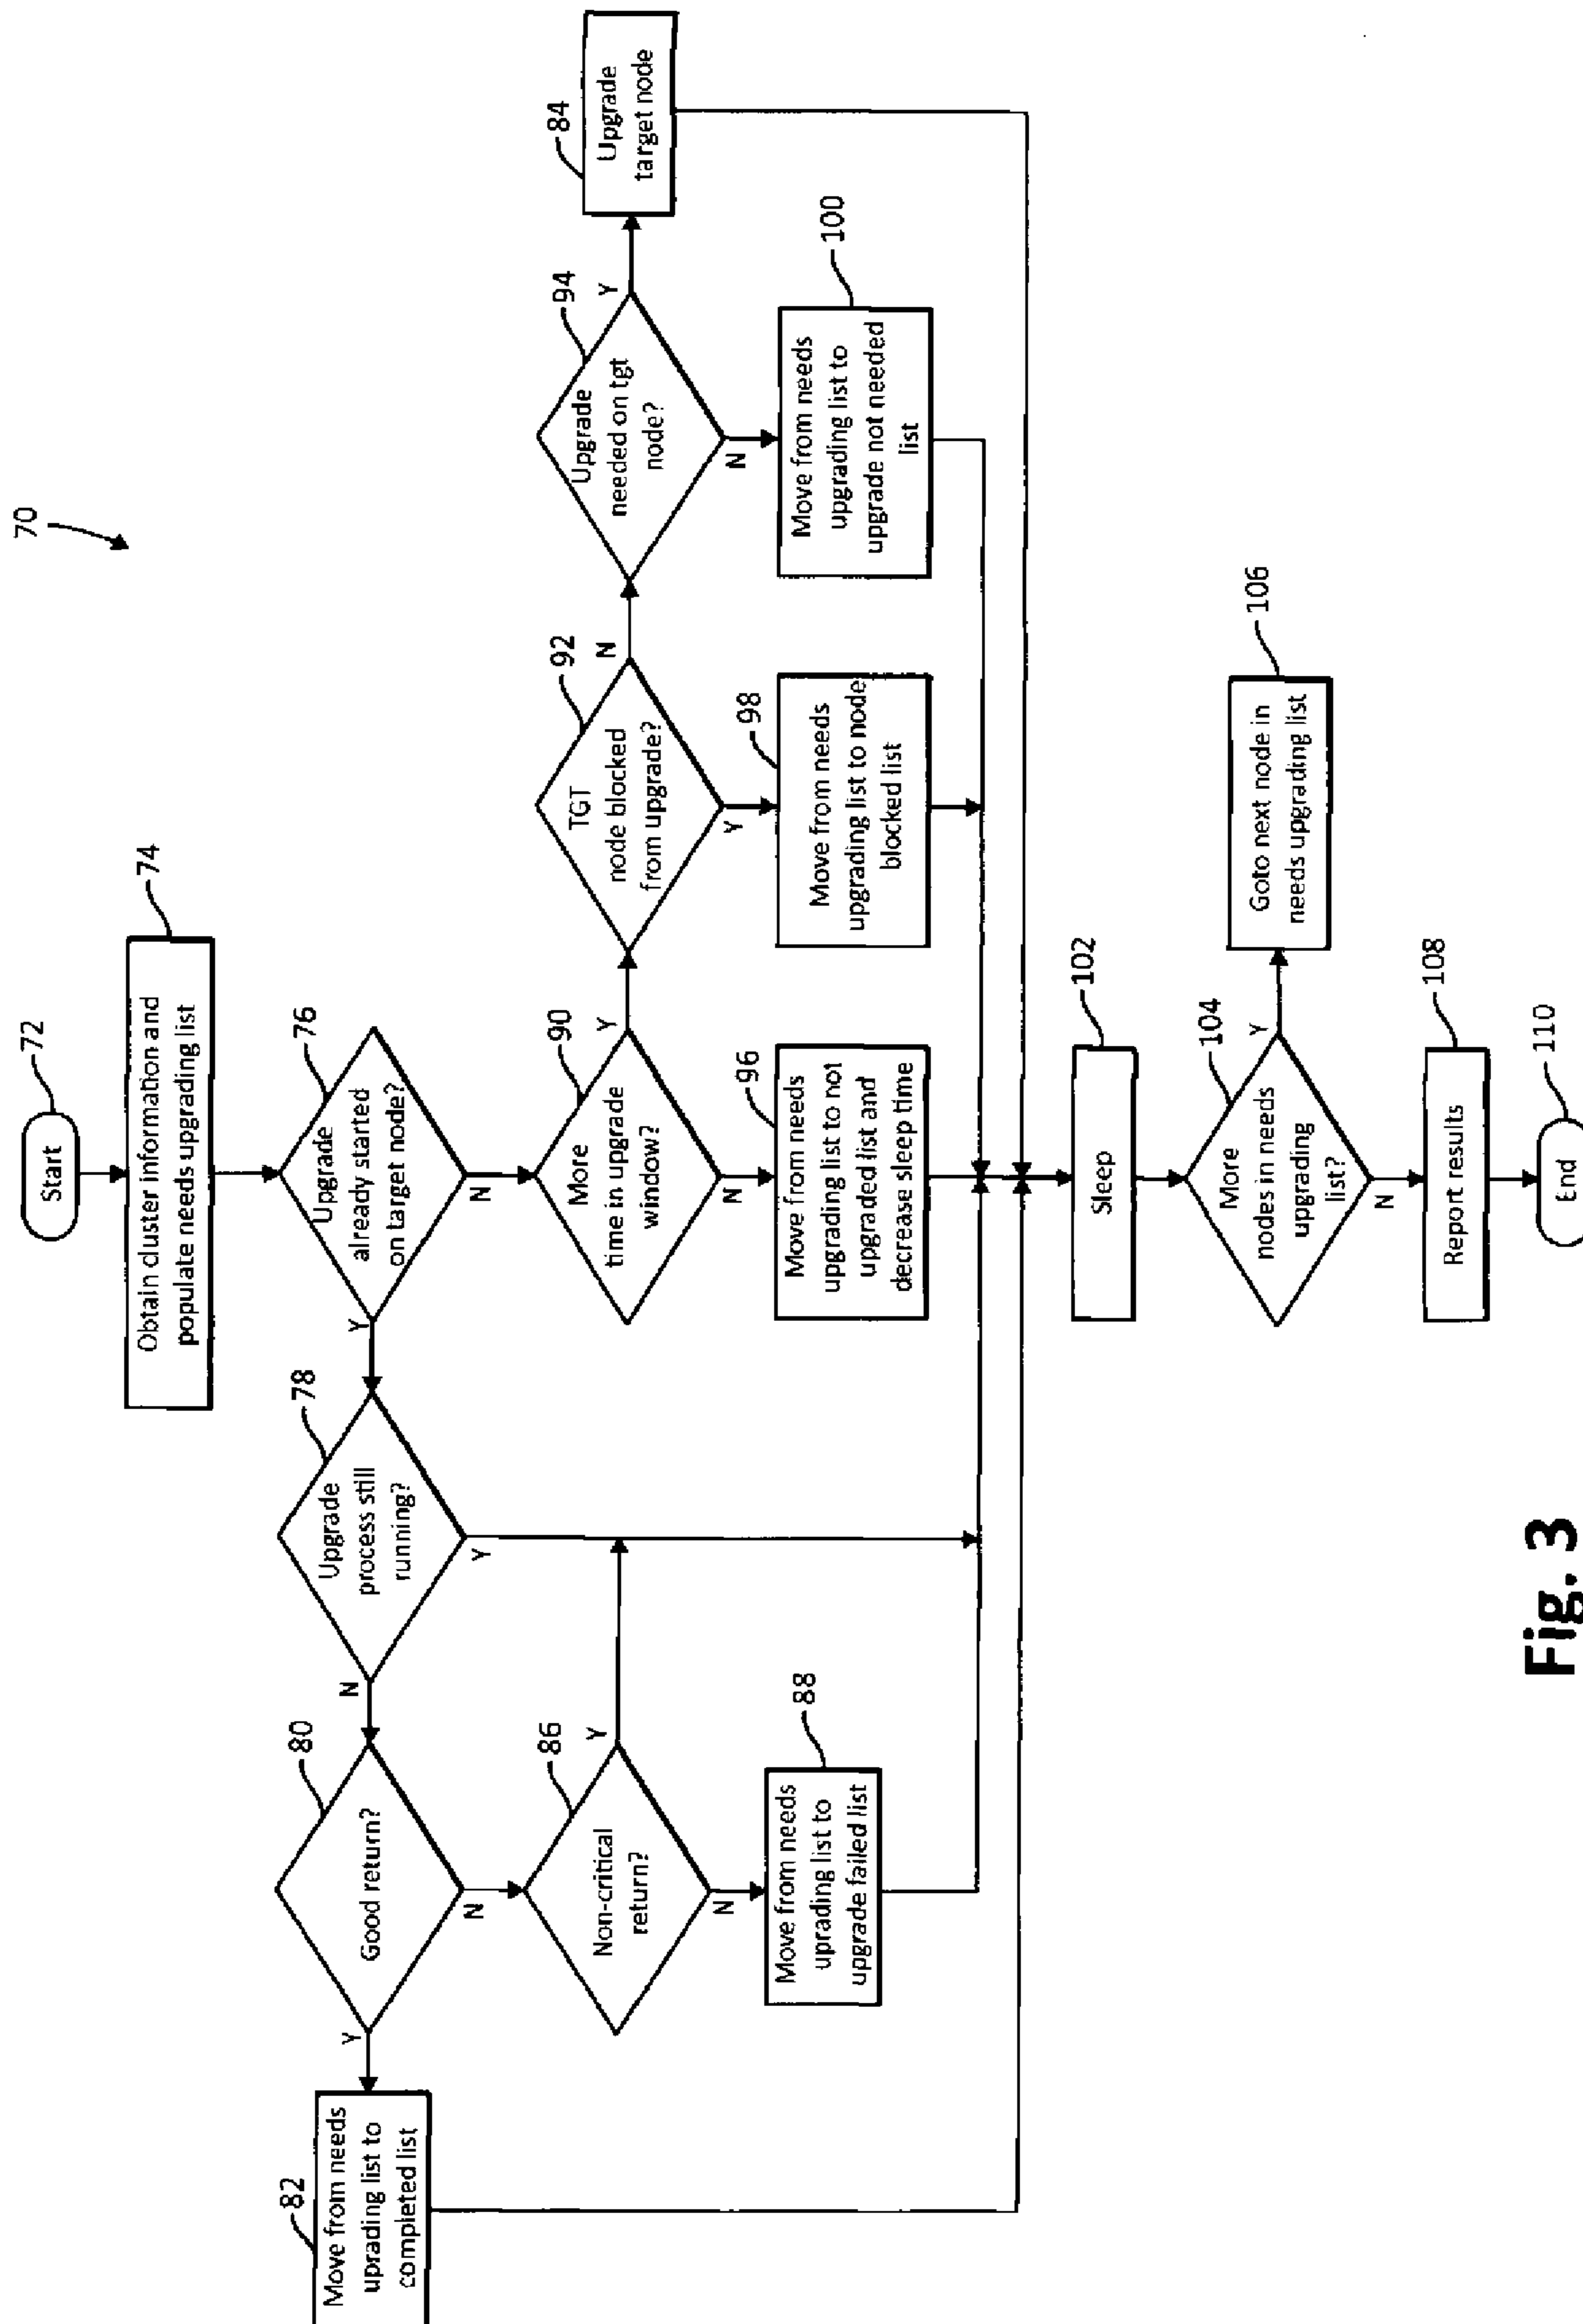 70
Start
72
Obtain cluster information and
populate needs upgrading list
74
Upgrade
already started
on target node?
76
Y
N
Upgrade
process still
running?
78
N
Y
Good return?
80
Y
N
Move from needs
uprading list to
completed list
82
Non-critical
return?
86
Y
N
Move from needs
uprading list to
upgrade failed list
88
More
time in upgrade
window?
90
Y
N
TGT
node blocked
from upgrade?
92
N
Y
Upgrade
needed on tgt
node?
94
Y
N
Upgrade
target node
84
Move from needs
upgrading list to not
upgraded list and
decrease sleep time
96
Move from needs
upgrading list to node
blocked list
98
Move from needs
upgrading list to
upgrade not needed
list
100
Sleep
102
More
nodes in needs
upgrading
list?
104
Y
N
Goto next node in
needs upgrading list
106
Report results
108
End
110
Fig. 3